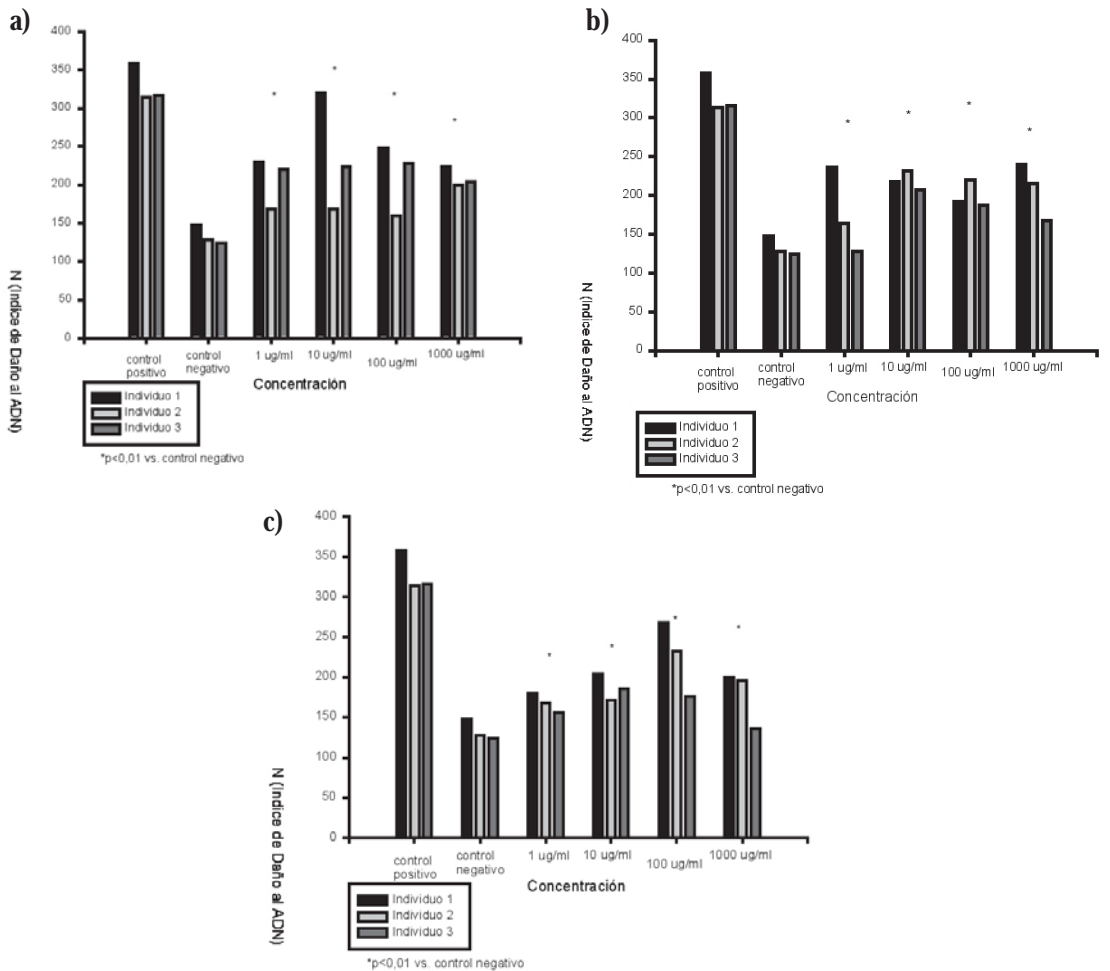 a)
400
350
300
250
200
150
100
50
0
N (Indice de Daño al ADN)
* * * *
control positivo
control negativo
1 ug/ml
10 ug/ml
100 ug/ml
1000 ug/ml
Concentración
Individuo 1
Individuo 2
Individuo 3
*p<0,01 vs. control negativo
b)
400
350
300
250
200
150
100
50
0
N (Indice de Daño al ADN)
* * * *
control positivo
control negativo
1 ug/ml
10 ug/ml
100 ug/ml
1000 ug/ml
Concentración
Individuo 1
Individuo 2
Individuo 3
*p<0,01 vs. control negativo
c)
400
350
300
250
200
150
100
50
0
N (Indice de Daño al ADN)
* * * *
control positivo
control negativo
1 ug/ml
10 ug/ml
100 ug/ml
1000 ug/ml
Concentración
Individuo 1
Individuo 2
Individuo 3
*p<0,01 vs. control negativo